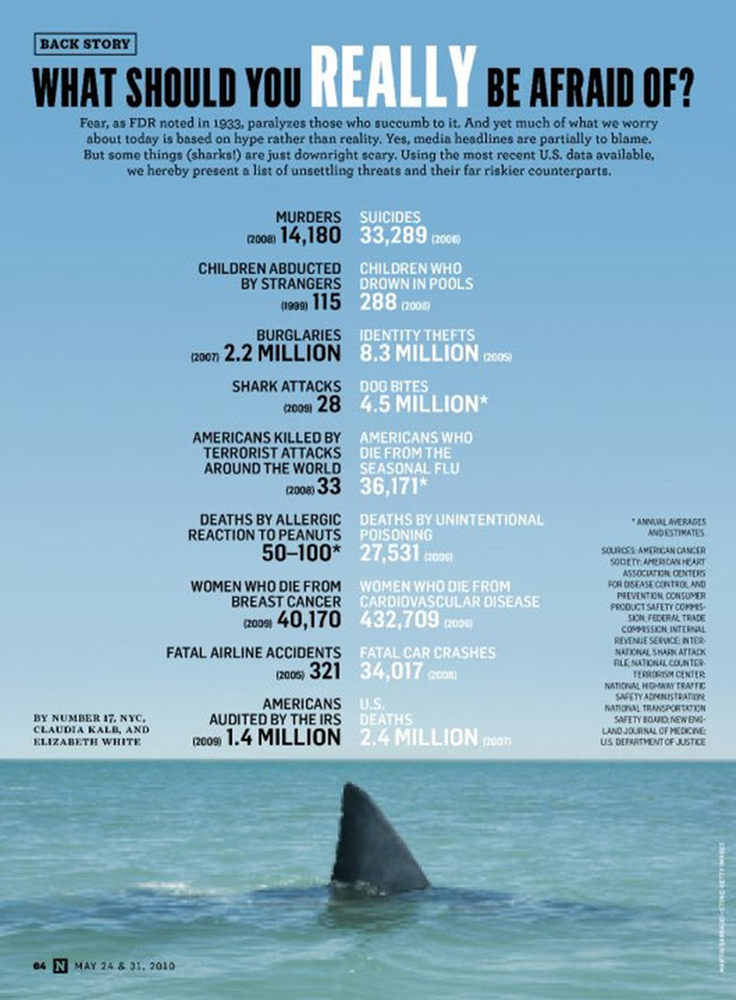 BACK STORY
WHAT SHOULD YOU REALLY BE AFRAID OF?
Fear, as FDR noted in 1933, paralyzes those who succumb to it. And yet much of what we worry
about today is based on hype rather than reality. Yes, media headlines are partially to blame.
But some things (sharks!) are just downright scary. Using the most recent U.S. data available,
we hereby present a list of unsettling threats and their far riskier counterparts.
MURDERS
(2008) 14,180
SUICIDES
33,289 (2006)
CHILDREN ABDUCTED
BY STRANGERS
(1999) 115
CHILDREN WHO
DROWN IN POOLS
288 (2006)
BURGLARIES
(2007) 2.2 MILLION
IDENTITY THEFTS
8.3 MILLION (2005)
SHARK ATTACKS
(2009) 28
DOG BITES
4.5 MILLION*
AMERICANS KILLED BY
TERRORIST ATTACKS
AROUND THE WORLD
(2008) 33
AMERICANS WHO
DIE FROM THE
SEASONAL FLU
36,171*
DEATHS BY ALLERGIC
REACTION TO PEANUTS
50–100*
DEATHS BY UNINTENTIONAL
POISONING
27,531 (2006)
WOMEN WHO DIE FROM
BREAST CANCER
(2009) 40,170
WOMEN WHO DIE FROM
CARDIOVASCULAR DISEASE
432,709 (2006)
FATAL AIRLINE ACCIDENTS
(2005) 321
FATAL CAR CRASHES
34,017 (2008)
AMERICANS
AUDITED BY THE IRS
(2009) 1.4 MILLION
U.S.
DEATHS
2.4 MILLION (2007)
* ANNUAL AVERAGES
AND ESTIMATES.
SOURCES: AMERICAN CANCER
SOCIETY; AMERICAN HEART
ASSOCIATION; CENTERS
FOR DISEASE CONTROL AND
PREVENTION; CONSUMER
PRODUCT SAFETY COMMIS-
SION; FEDERAL TRADE
COMMISSION; INTERNAL
REVENUE SERVICE; INTER-
NATIONAL SHARK ATTACK
FILE; NATIONAL COUNTER-
TERRORISM CENTER;
NATIONAL HIGHWAY TRAFFIC
SAFETY ADMINISTRATION;
NATIONAL TRANSPORTATION
SAFETY BOARD; NEW ENG-
LAND JOURNAL OF MEDICINE;
U.S. DEPARTMENT OF JUSTICE
BY NUMBER 17, NYC,
CLAUDIA KALB, AND
ELIZABETH WHITE
MARTIN BARRAUD—STONE-GETTY IMAGES
64 N MAY 24 & 31, 2010